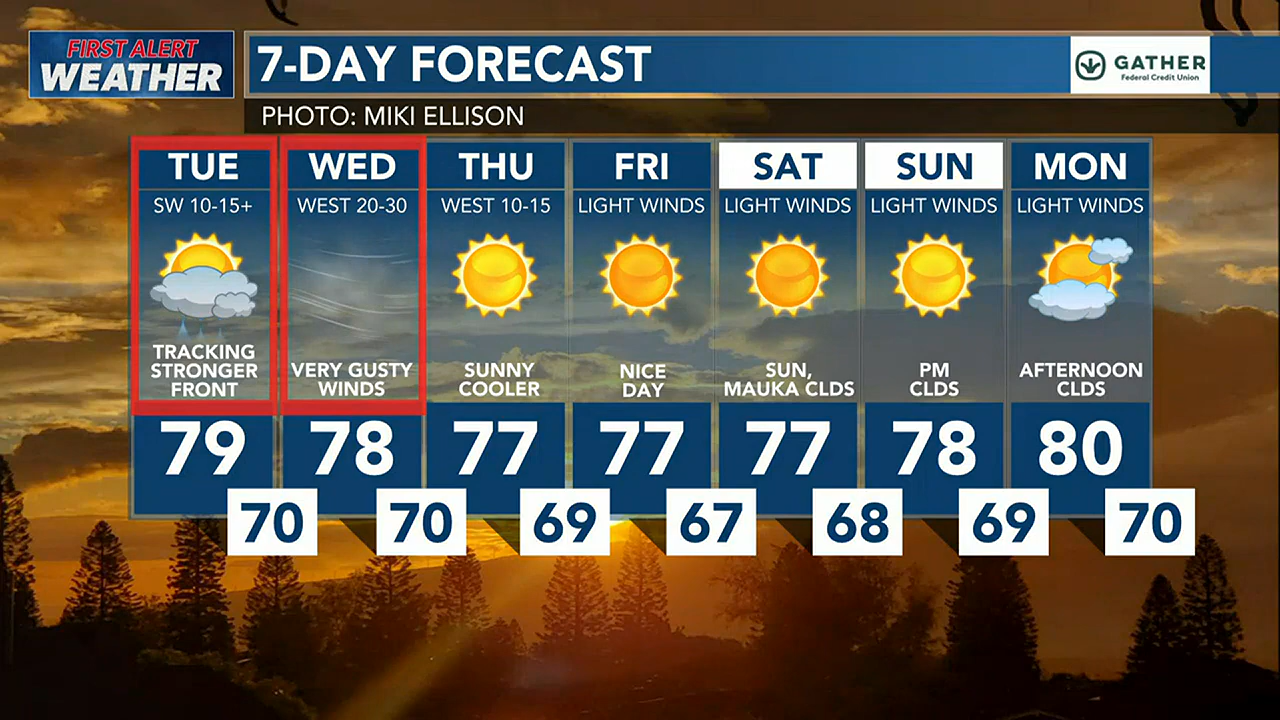 FIRST ALERT
WEATHER
7-DAY FORECAST
GATHER
Federal Credit Union
PHOTO: MIKI ELLISON
TUE
WED
THU
FRI
SAT
SUN
MON
SW 10-15+
WEST 20-30
WEST 10-15
LIGHT WINDS
LIGHT WINDS
LIGHT WINDS
LIGHT WINDS
TRACKING
STRONGER
FRONT
VERY GUSTY
WINDS
SUNNY
COOLER
NICE
DAY
SUN,
MAUKA CLDS
PM
CLDS
AFTERNOON
CLDS
79
78
77
77
77
78
80
70
70
69
67
68
69
70